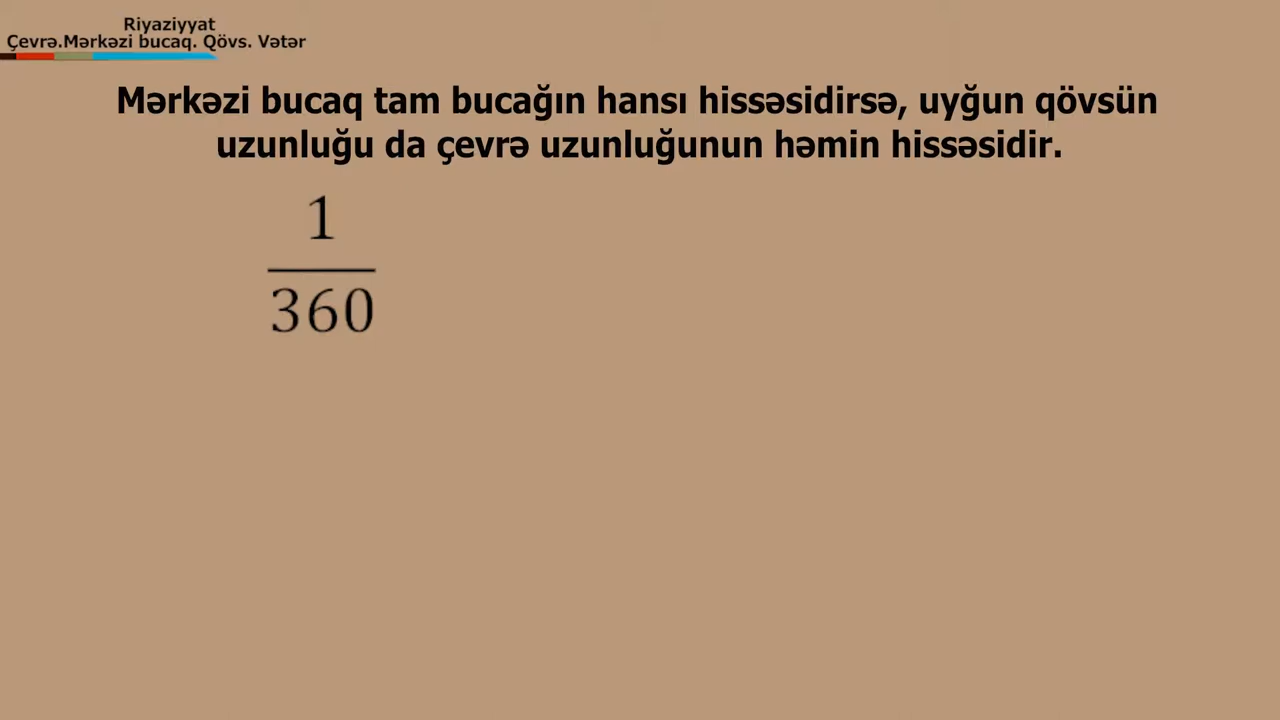 Riyaziyyat
Çevrə.Mərkəzi bucaq. Qövs. Vətər
Mərkəzi bucaq tam bucağın hansı hissəsidirsə, uyğun qövsün
uzunluğu da çevrə uzunluğunun həmin hissəsidir.
1
360